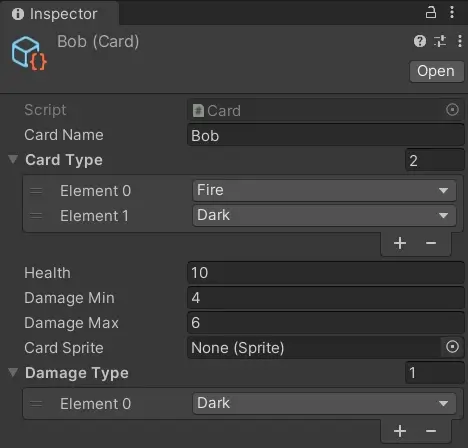 Inspector
Bob (Card)
Open
Script Card
Card Name Bob
Card Type 2
Element 0 Fire
Element 1 Dark
Health 10
Damage Min 4
Damage Max 6
Card Sprite None (Sprite)
Damage Type 1
Element 0 Dark